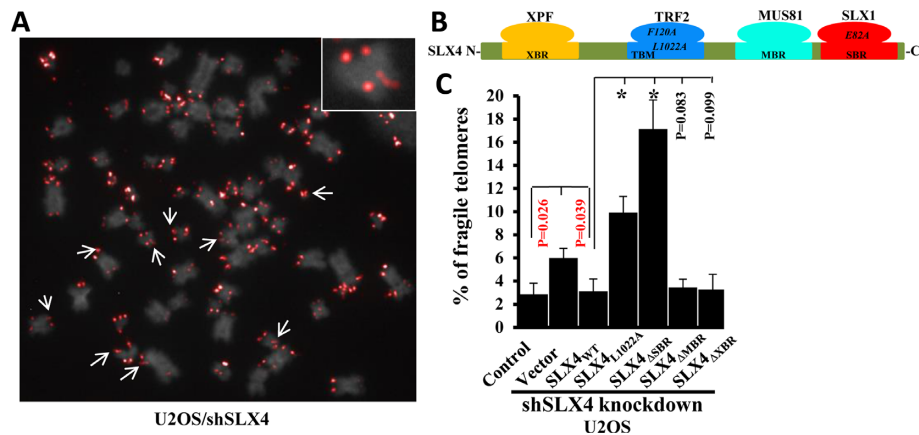 A
U2OS/shSLX4
B
XPF TRF2 MUS81 SLX1
F120A E82A
L1022A
SLX4 N- XBR TBM MBR SBR -C
C
% of fragile telomeres
20
18
16
14
12
10
8
6
4
2
0
P=0.026
P=0.039
*
*
P=0.083
P=0.099
Control
Vector
SLX4WT
SLX4L1022A
SLX4ΔSBR
SLX4ΔMBR
SLX4ΔXBR
shSLX4 knockdown
U2OS